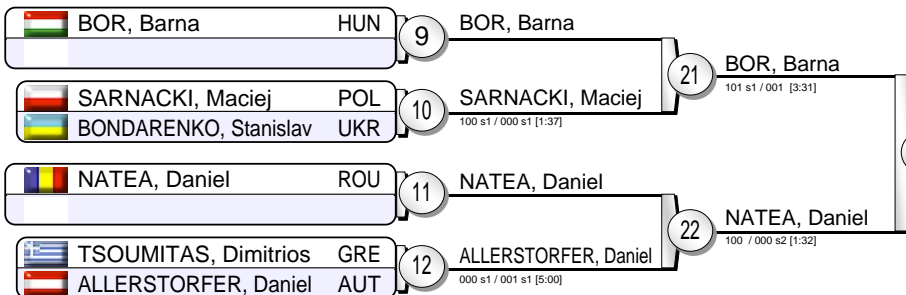 BOR, Barna HUN
9
BOR, Barna
SARNACKI, Maciej POL
BONDARENKO, Stanislav UKR
10
SARNACKI, Maciej
100 s1 / 000 s1 [1:37]
21
BOR, Barna
101 s1 / 001 [3:31]
NATEA, Daniel ROU
11
NATEA, Daniel
TSOUMITAS, Dimitrios GRE
ALLERSTORFER, Daniel AUT
12
ALLERSTORFER, Daniel
000 s1 / 001 s1 [5:00]
22
NATEA, Daniel
100 / 000 s2 [1:32]